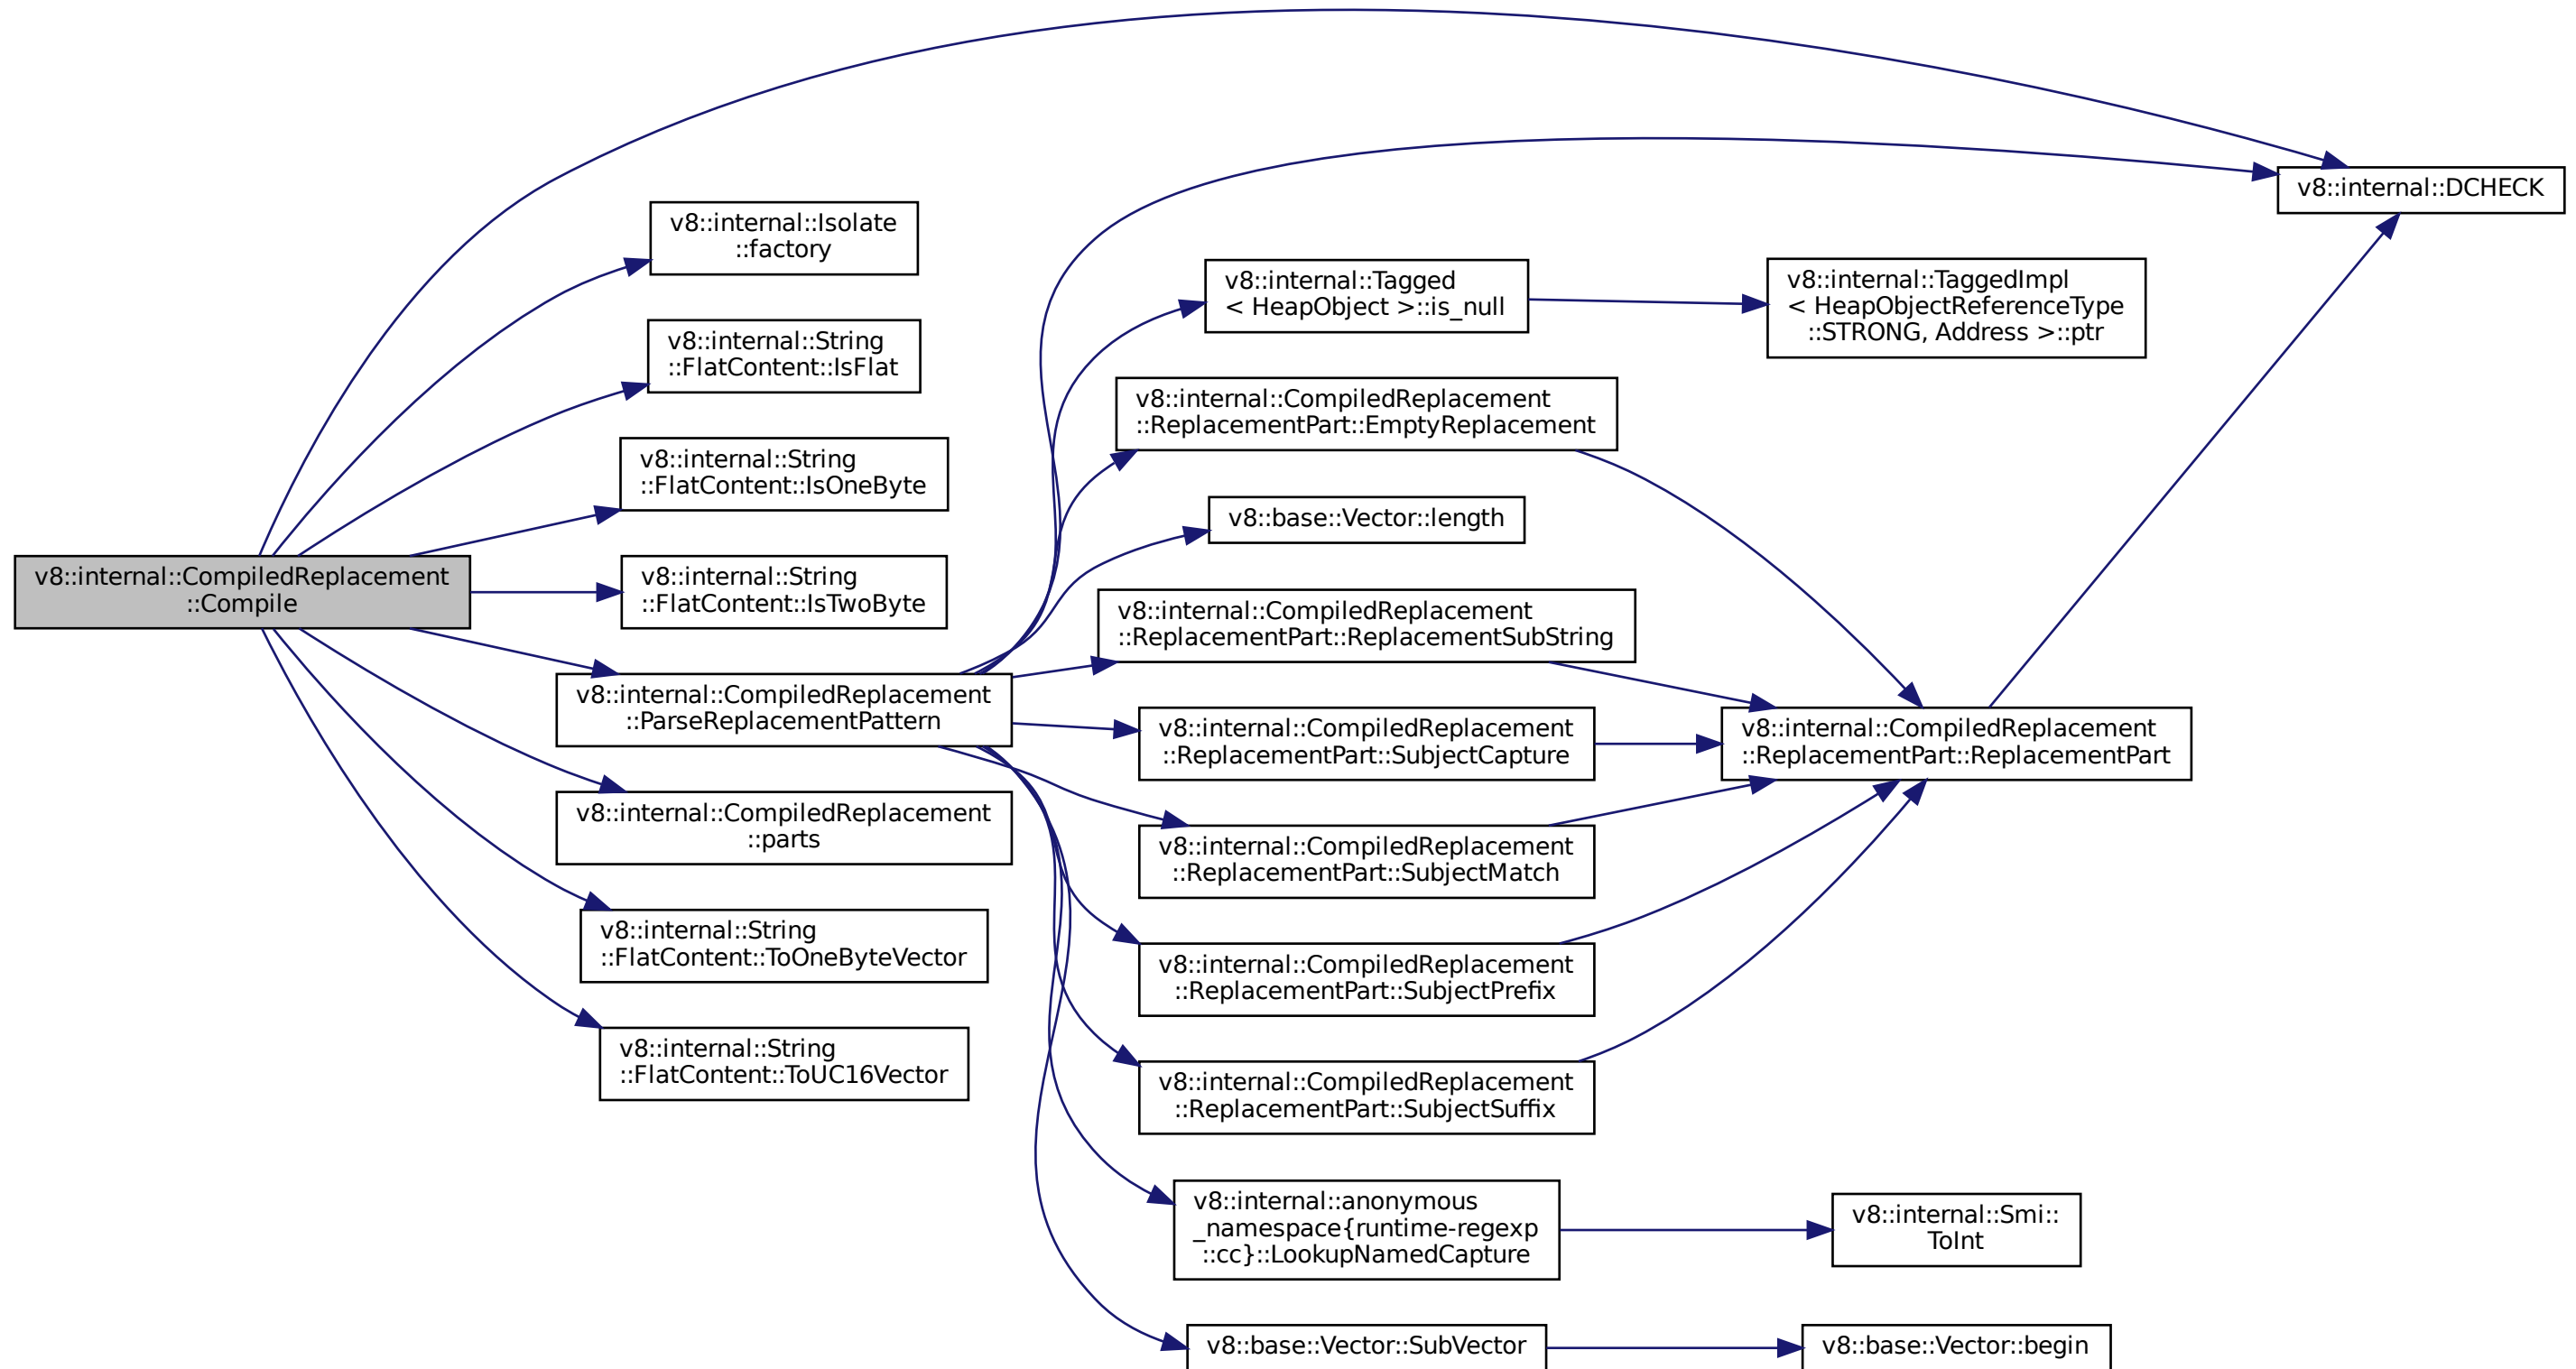 v8::internal::CompiledReplacement
::Compile
v8::internal::Isolate
::factory
v8::internal::String
::FlatContent::IsFlat
v8::internal::String
::FlatContent::IsOneByte
v8::internal::String
::FlatContent::IsTwoByte
v8::internal::CompiledReplacement
::ParseReplacementPattern
v8::internal::CompiledReplacement
::parts
v8::internal::String
::FlatContent::ToOneByteVector
v8::internal::String
::FlatContent::ToUC16Vector
v8::internal::Tagged
< HeapObject >::is_null
v8::internal::CompiledReplacement
::ReplacementPart::EmptyReplacement
v8::base::Vector::length
v8::internal::CompiledReplacement
::ReplacementPart::ReplacementSubString
v8::internal::CompiledReplacement
::ReplacementPart::SubjectCapture
v8::internal::CompiledReplacement
::ReplacementPart::SubjectMatch
v8::internal::CompiledReplacement
::ReplacementPart::SubjectPrefix
v8::internal::CompiledReplacement
::ReplacementPart::SubjectSuffix
v8::internal::anonymous
_namespace{runtime-regexp
::cc}::LookupNamedCapture
v8::base::Vector::SubVector
v8::internal::TaggedImpl
< HeapObjectReferenceType
::STRONG, Address >::ptr
v8::internal::CompiledReplacement
::ReplacementPart::ReplacementPart
v8::internal::Smi::
ToInt
v8::base::Vector::begin
v8::internal::DCHECK